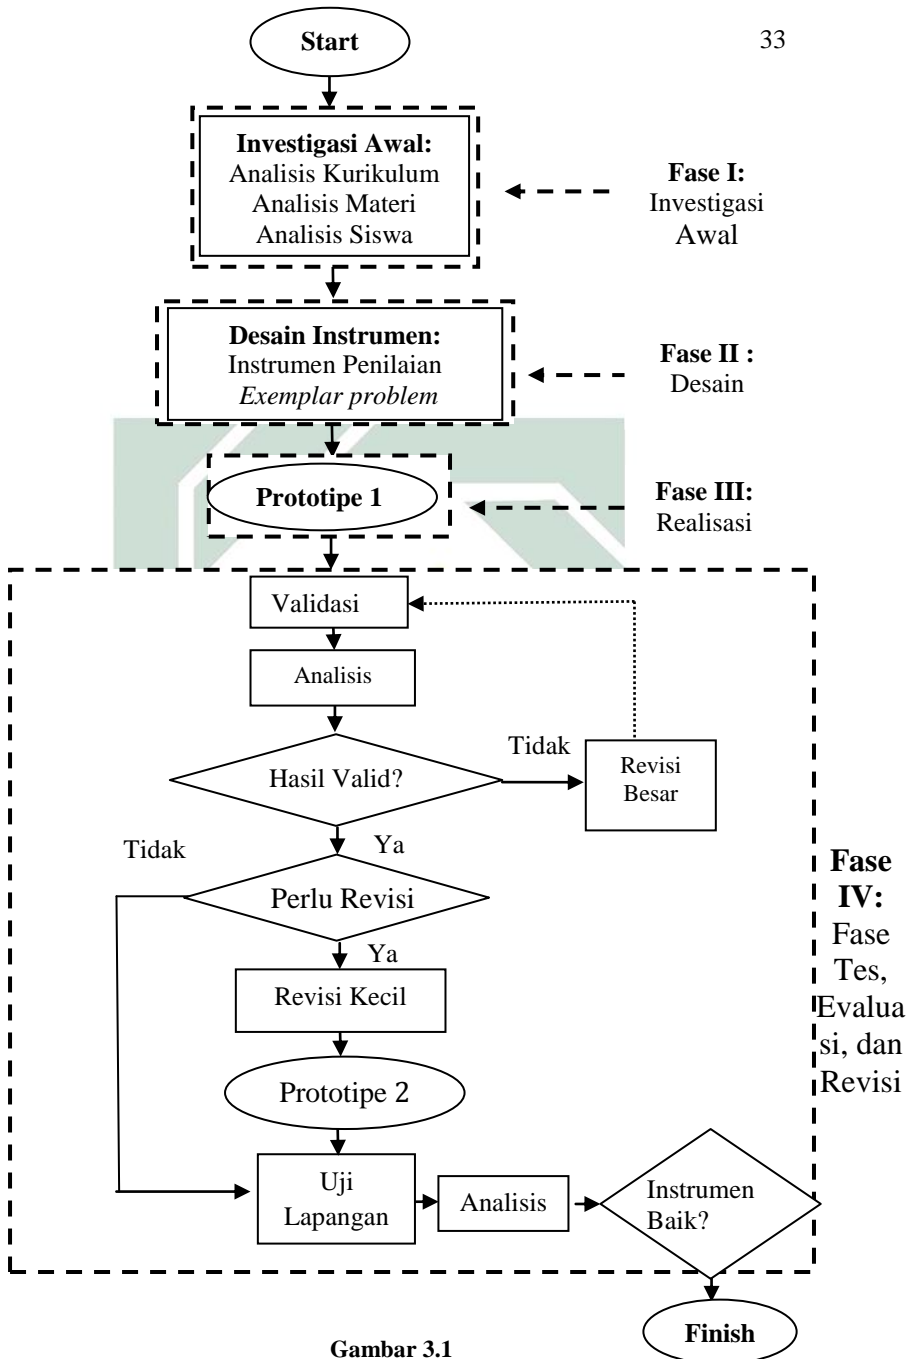 33
Start
Investigasi Awal:
Analisis Kurikulum
Analisis Materi
Analisis Siswa
Fase I:
Investigasi
Awal
Desain Instrumen:
Instrumen Penilaian
Exemplar problem
Fase II :
Desain
Prototipe 1
Fase III:
Realisasi
Validasi
Analisis
Hasil Valid?
Tidak
Revisi
Besar
Ya
Tidak
Perlu Revisi
Ya
Revisi Kecil
Prototipe 2
Uji
Lapangan
Analisis
Instrumen
Baik?
Fase
IV:
Fase
Tes,
Evalua
si, dan
Revisi
Finish
Gambar 3.1